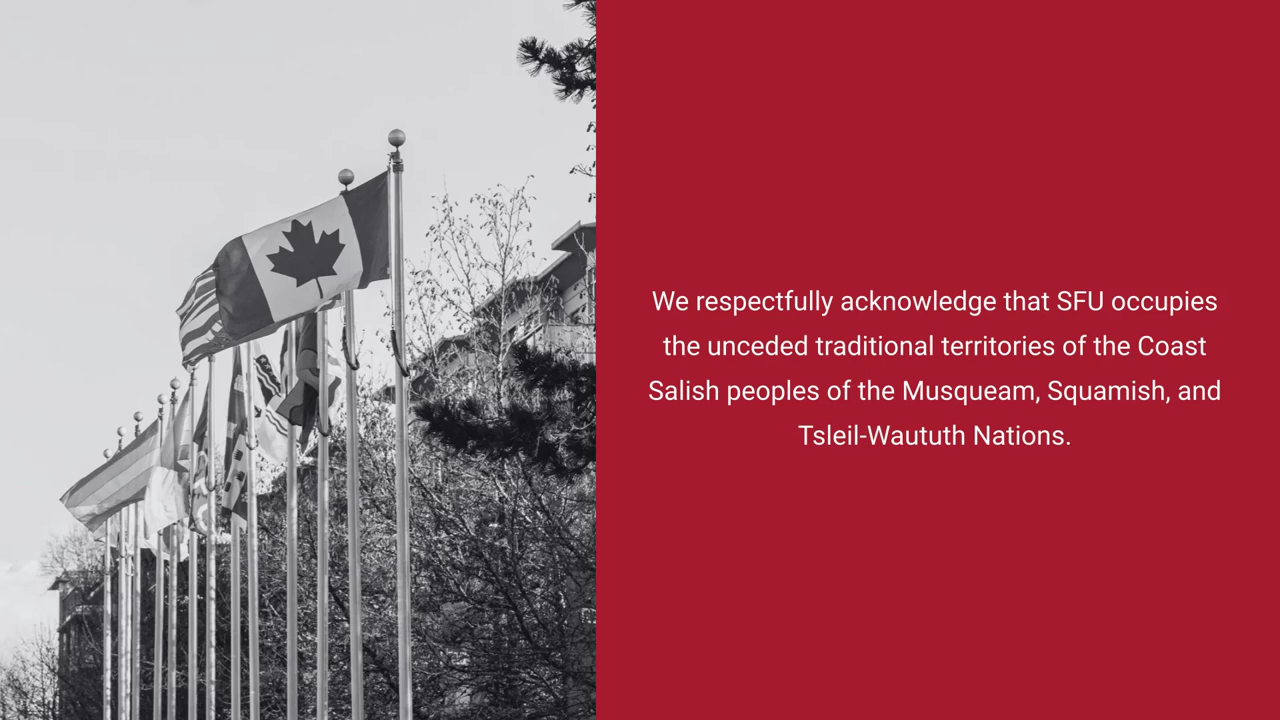 We respectfully acknowledge that SFU occupies
the unceded traditional territories of the Coast
Salish peoples of the Musqueam, Squamish, and
Tsleil-Waututh Nations.